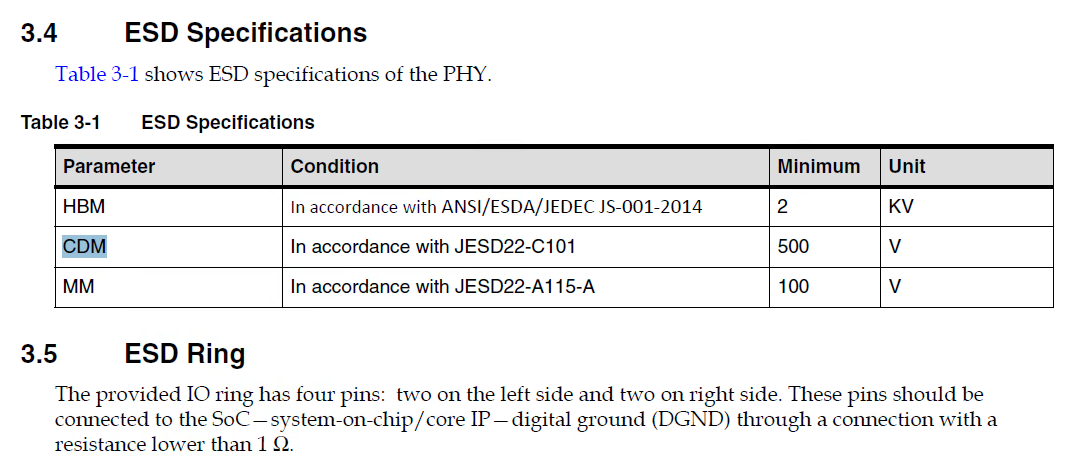 3.4 ESD Specifications
Table 3-1 shows ESD specifications of the PHY.
Table 3-1 ESD Specifications
Parameter Condition Minimum Unit
HBM In accordance with ANSI/ESDA/JEDEC JS-001-2014 2 KV
CDM In accordance with JESD22-C101 500 V
MM In accordance with JESD22-A115-A 100 V
3.5 ESD Ring
The provided IO ring has four pins: two on the left side and two on right side. These pins should be
connected to the SoC—system-on-chip/core IP—digital ground (DGND) through a connection with a
resistance lower than 1 Ω.